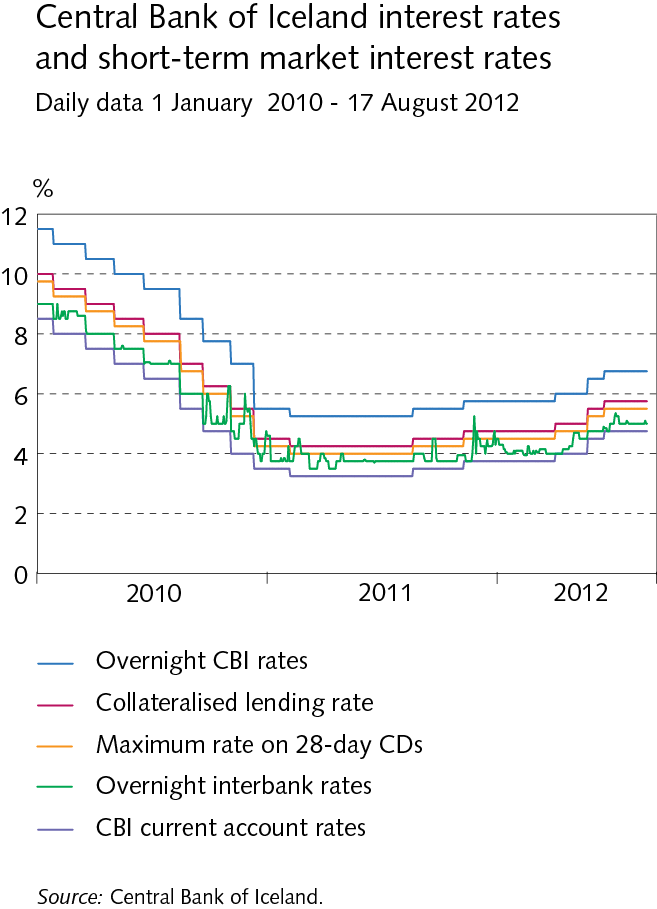 Central Bank of Iceland interest rates
and short-term market interest rates
Daily data 1 January  2010 - 17 August 2012
%
12
10
8
6
4
2
0
2010 2011 2012
Overnight CBI rates
Collateralised lending rate
Maximum rate on 28-day CDs
Overnight interbank rates
CBI current account rates
Source: Central Bank of Iceland.